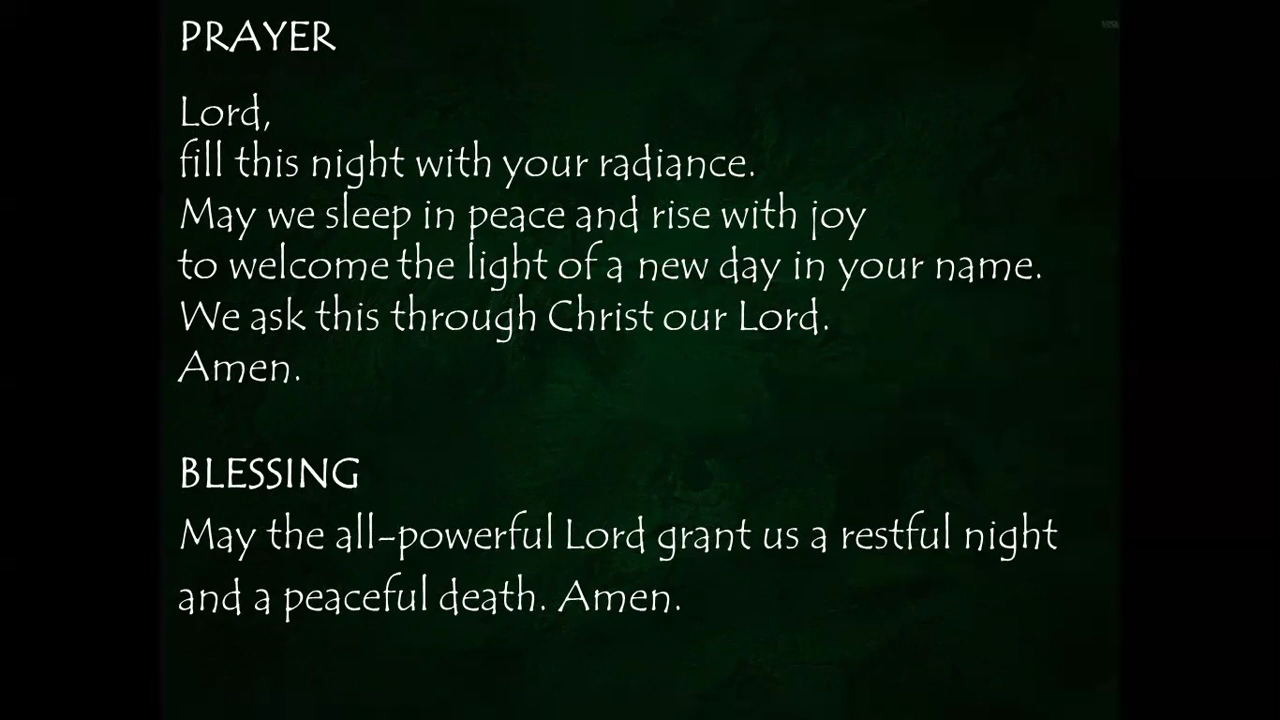 PRAYER
Lord,
fill this night with your radiance.
May we sleep in peace and rise with joy
to welcome the light of a new day in your name.
We ask this through Christ our Lord.
Amen.
BLESSING
May the all-powerful Lord grant us a restful night
and a peaceful death. Amen.